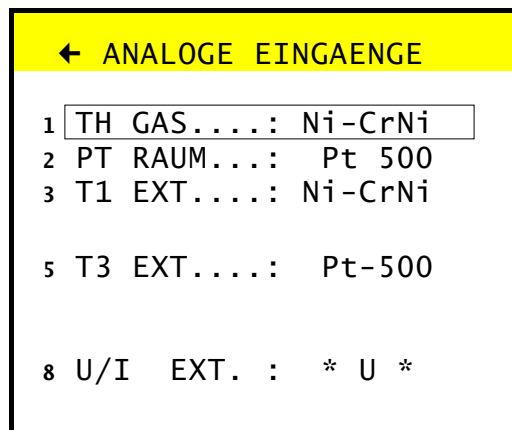 ← ANALOGE EINGAENGE
1 TH GAS....: Ni-CrNi
2 PT RAUM...: Pt 500
3 T1 EXT....: Ni-CrNi
5 T3 EXT....: Pt-500
8 U/I EXT. : * U *